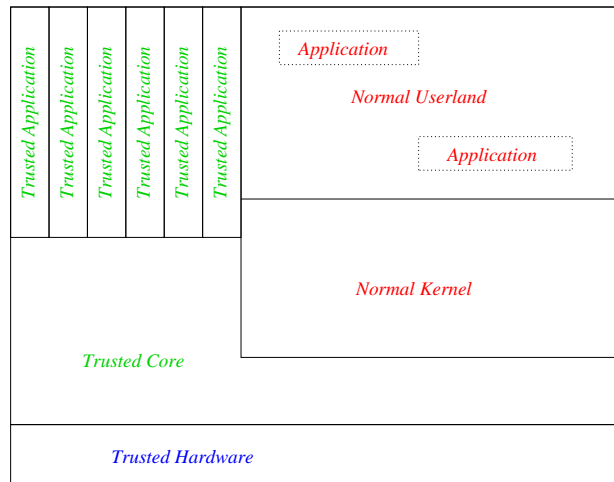 Trusted Application
Trusted Application
Trusted Application
Trusted Application
Trusted Application
Trusted Application
Application
Normal Userland
Application
Normal Kernel
Trusted Core
Trusted Hardware